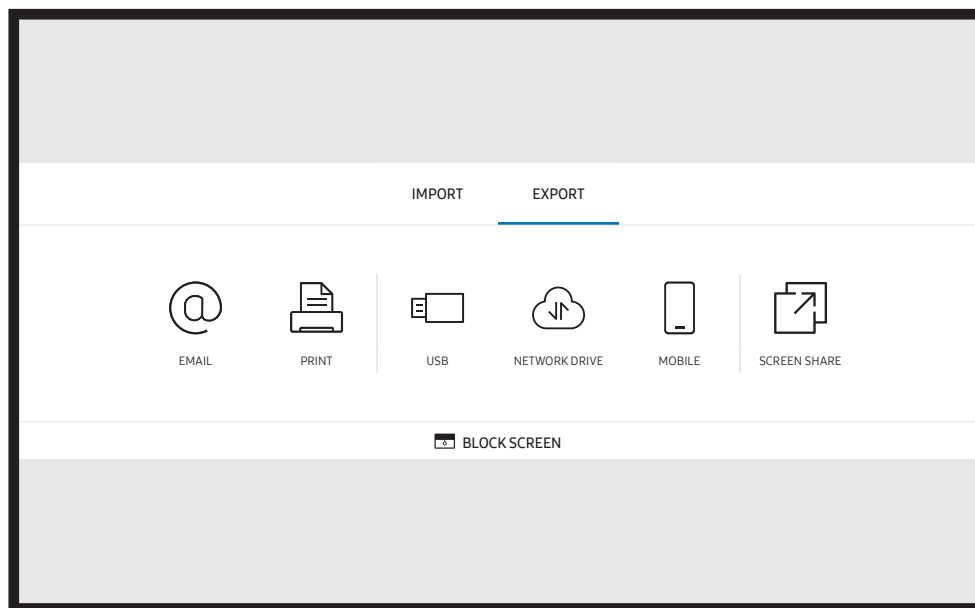 IMPORT EXPORT
EMAIL PRINT USB NETWORK DRIVE MOBILE SCREEN SHARE
BLOCK SCREEN